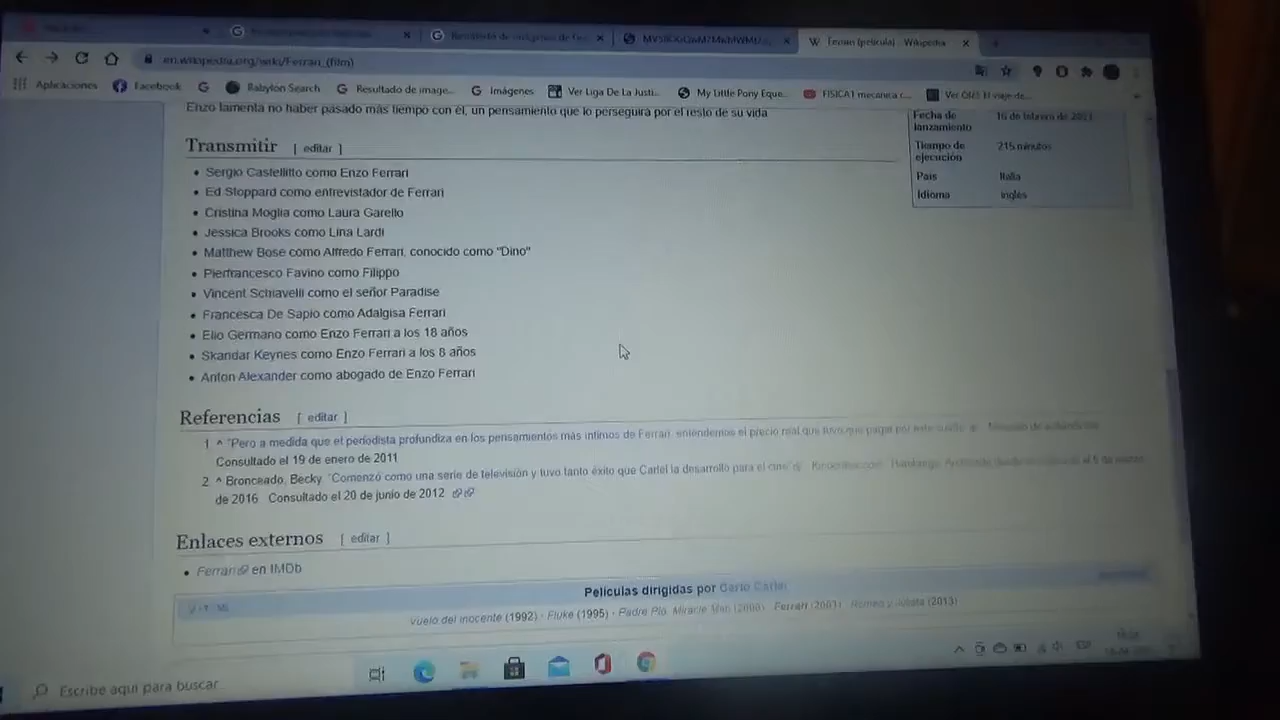 Ferrari (película) - Wikipedia
en.wikipedia.org/wiki/Ferrari_(film)
Aplicaciones Facebook Babylon Search Resultado de image... Imágenes Ver Liga De La Justi... My Little Pony Eque... FISICA I mecanica c...
Enzo lamenta no haber pasado más tiempo con él, un pensamiento que lo perseguirá por el resto de su vida
Fecha de lanzamiento
Tiempo de ejecución 215 minutos
País Italia
Idioma inglés
Transmitir [ editar ]
Sergio Castellitto como Enzo Ferrari
Ed Stoppard como entrevistador de Ferrari
Cristina Moglia como Laura Garello
Jessica Brooks como Lina Lardi
Matthew Bose como Alfredo Ferrari, conocido como "Dino"
Pierfrancesco Favino como Filippo
Vincent Schiavelli como el señor Paradise
Francesca De Sapio como Adalgisa Ferrari
Elio Germano como Enzo Ferrari a los 18 años
Skandar Keynes como Enzo Ferrari a los 8 años
Anton Alexander como abogado de Enzo Ferrari
Referencias [ editar ]
1 ^ "Pero a medida que el periodista profundiza en los pensamientos más íntimos de Ferrari, entendemos el precio real que tuvo que pagar por
Consultado el 19 de enero de 2011
2 ^ Bronceado, Becky. "Comenzó como una serie de televisión y tuvo tanto éxito que Carlei la desarrolló para el cine"
de 2016 Consultado el 20 de junio de 2012
Enlaces externos [ editar ]
Ferrari en IMDb
Películas dirigidas por Carlo Carlei
vuelo del inocente (1992) · Fluke (1995) · Padre Pío: Miracle Man (2000) · Ferrari (2003) · Romeo y Julieta (2013)
Escribe aquí para buscar